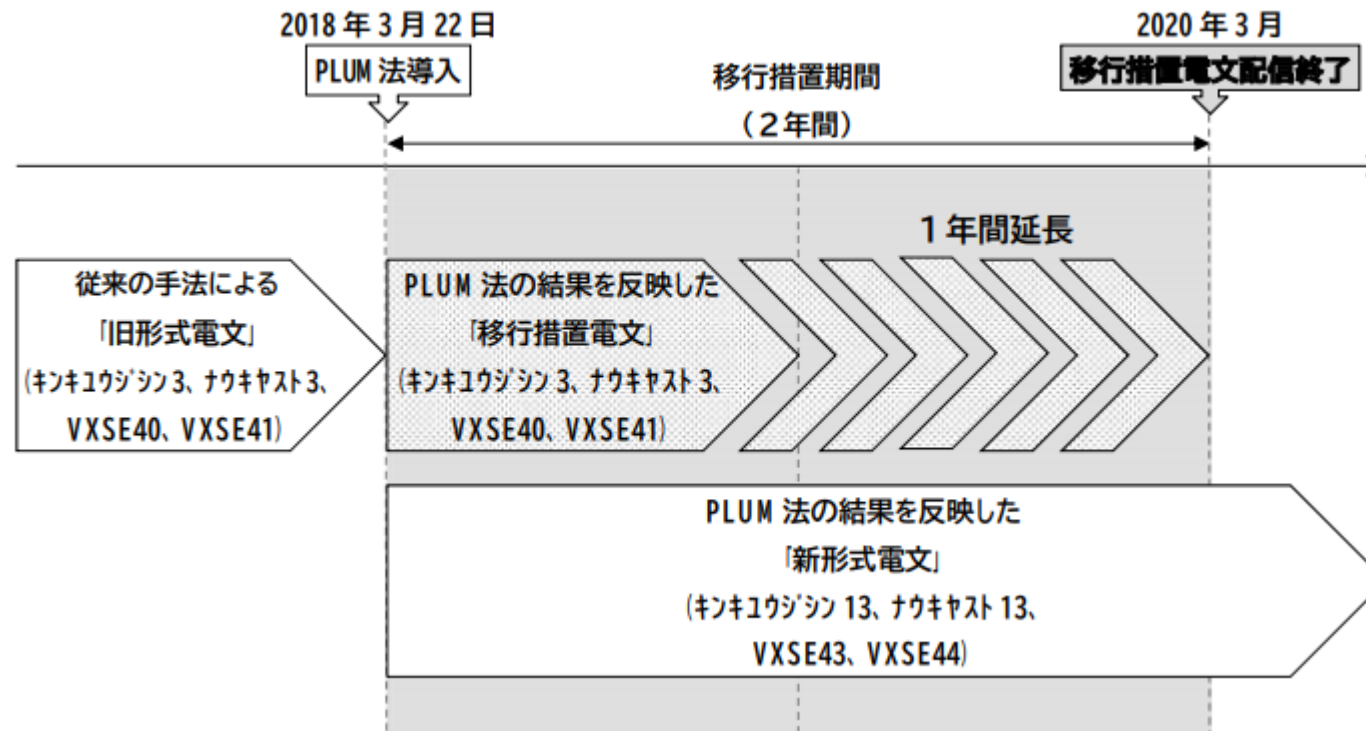 2018 年 3 月 22 日
PLUM 法導入
移行措置期間
（２年間）
2020 年 3 月
移行措置電文配信終了
１年間延長
従来の手法による
｢旧形式電文｣
(ｷﾝｷﾕｳｼﾞｼﾝ 3、ﾅｳｷﾔｽﾄ 3、
VXSE40、VXSE41)
PLUM 法の結果を反映した
｢移行措置電文｣
(ｷﾝｷﾕｳｼﾞｼﾝ 3、ﾅｳｷﾔｽﾄ 3、
VXSE40、VXSE41)
PLUM 法の結果を反映した
｢新形式電文｣
(ｷﾝｷﾕｳｼﾞｼﾝ 13、ﾅｳｷﾔｽﾄ 13、
VXSE43、VXSE44)